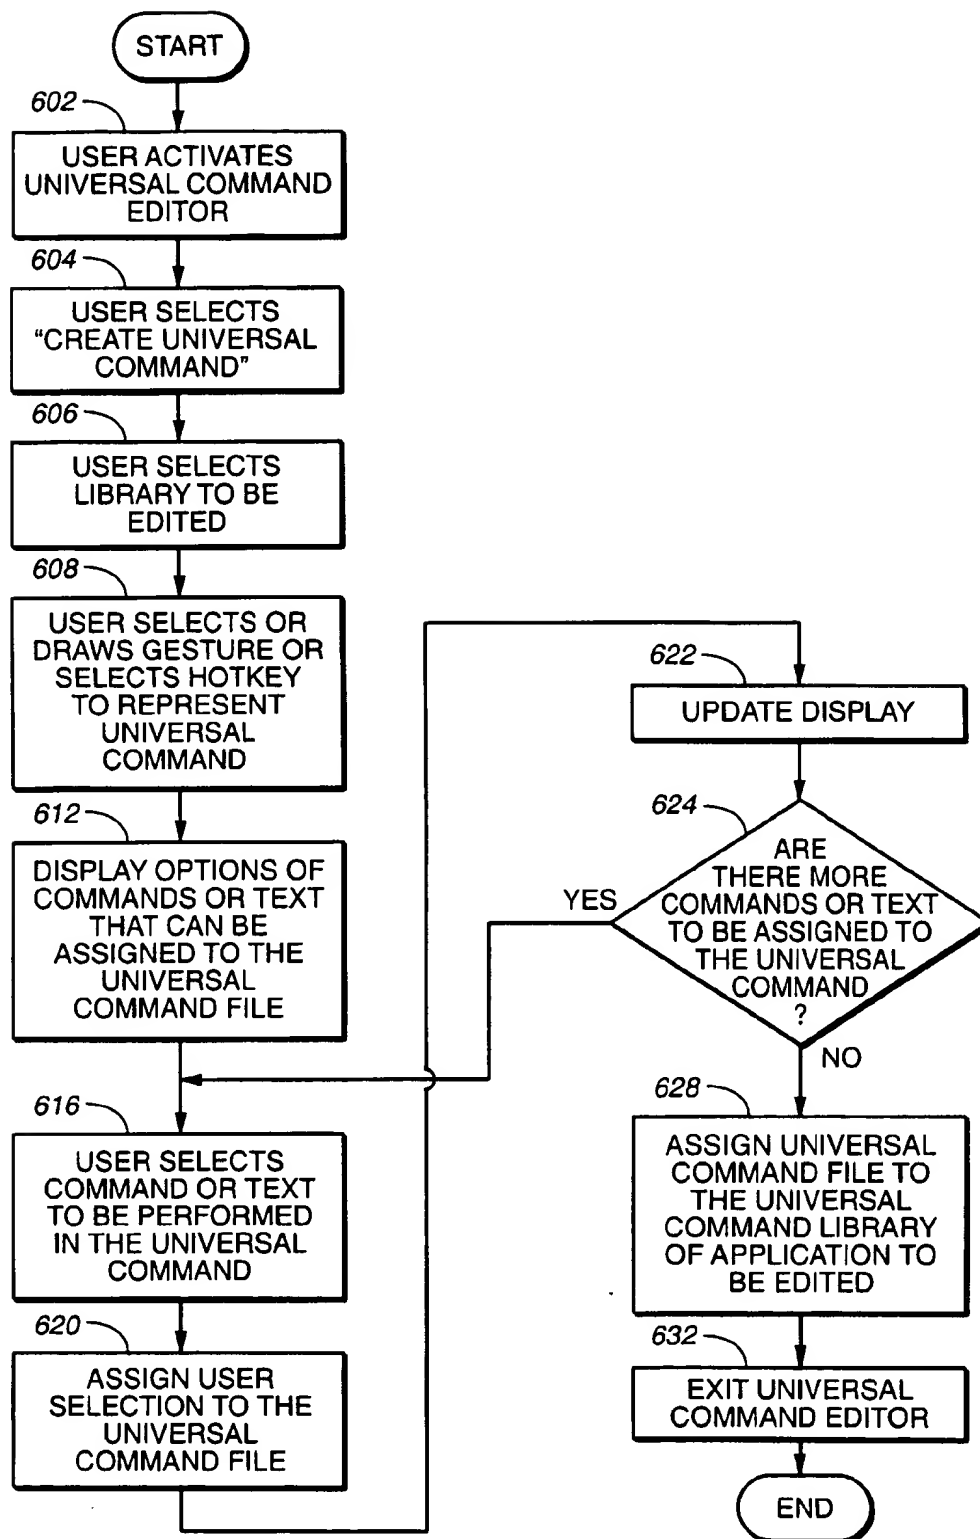 START
602
USER ACTIVATES
UNIVERSAL COMMAND
EDITOR
604
USER SELECTS
“CREATE UNIVERSAL
COMMAND”
606
USER SELECTS
LIBRARY TO BE
EDITED
608
USER SELECTS OR
DRAWS GESTURE OR
SELECTS HOTKEY
TO REPRESENT
UNIVERSAL
COMMAND
612
DISPLAY OPTIONS OF
COMMANDS OR TEXT
THAT CAN BE
ASSIGNED TO THE
UNIVERSAL
COMMAND FILE
616
USER SELECTS
COMMAND OR TEXT
TO BE PERFORMED
IN THE UNIVERSAL
COMMAND
620
ASSIGN USER
SELECTION TO THE
UNIVERSAL
COMMAND FILE
622
UPDATE DISPLAY
624
ARE
THERE MORE
COMMANDS OR TEXT
TO BE ASSIGNED TO
THE UNIVERSAL
COMMAND
?
YES
NO
628
ASSIGN UNIVERSAL
COMMAND FILE TO
THE UNIVERSAL
COMMAND LIBRARY
OF APPLICATION TO
BE EDITED
632
EXIT UNIVERSAL
COMMAND EDITOR
END